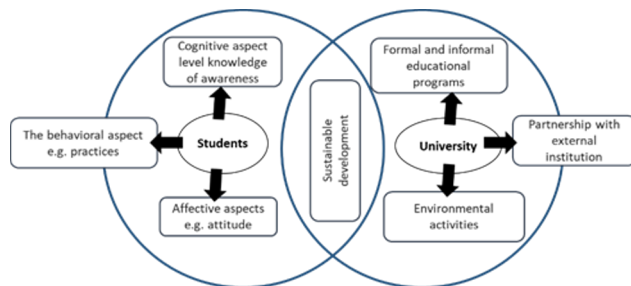 Cognitive aspect
level knowledge
of awareness
The behavioral aspect
e.g. practices
Students
Affective aspects
e.g. attitude
Sustainable
development
Formal and informal
educational
programs
University
Partnership with
external
institution
Environmental
activities